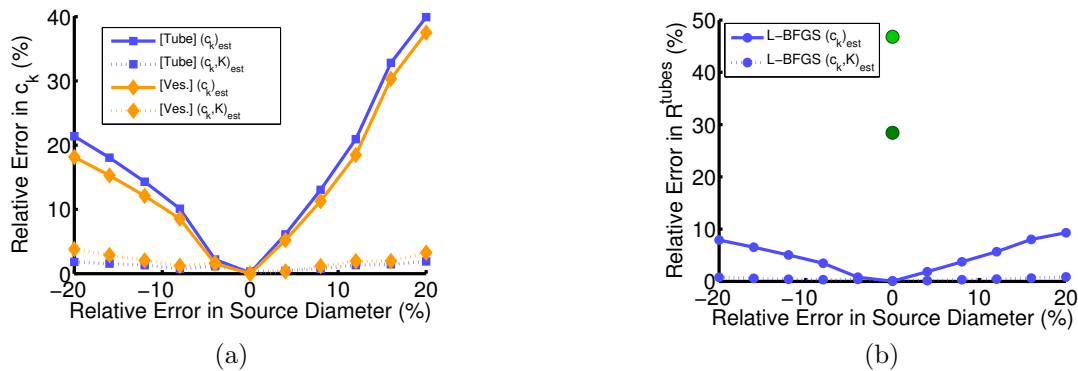 40
30
20
10
0
−20
−10
0
10
20
Relative Error in c_k (%)
Relative Error in Source Diameter (%)
[Tube] (c_k)_est
[Tube] (c_k,K)_est
[Ves.] (c_k)_est
[Ves.] (c_k,K)_est
(a)
50
40
30
20
10
0
−20
−10
0
10
20
Relative Error in R^tubes (%)
Relative Error in Source Diameter (%)
L−BFGS (c_k)_est
L−BFGS (c_k,K)_est
(b)